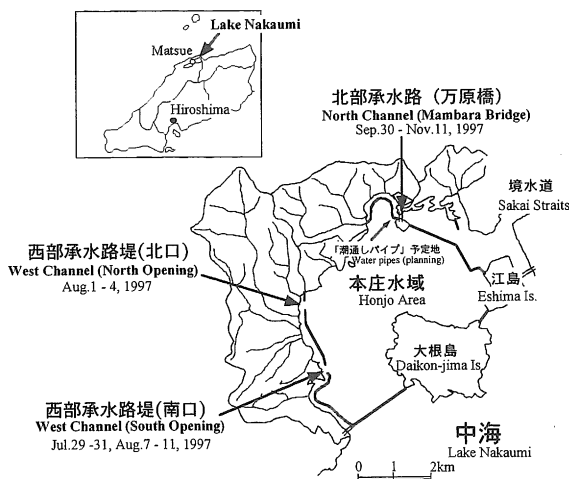 Lake Nakaumi
Matsue
Hiroshima
北部承水路（万原橋）
North Channel (Mambara Bridge)
Sep.30 - Nov.11, 1997
境水道
Sakai Straits
「潮通しパイプ」予定地
Water pipes (planning)
西部承水路堤(北口)
West Channel (North Opening)
Aug.1 - 4, 1997
本庄水域
Honjo Area
江島
Eshima Is.
大根島
Daikon-jima Is.
西部承水路堤(南口)
West Channel (South Opening)
Jul.29 -31, Aug.7 - 11, 1997
中海
Lake Nakaumi
0 1 2km